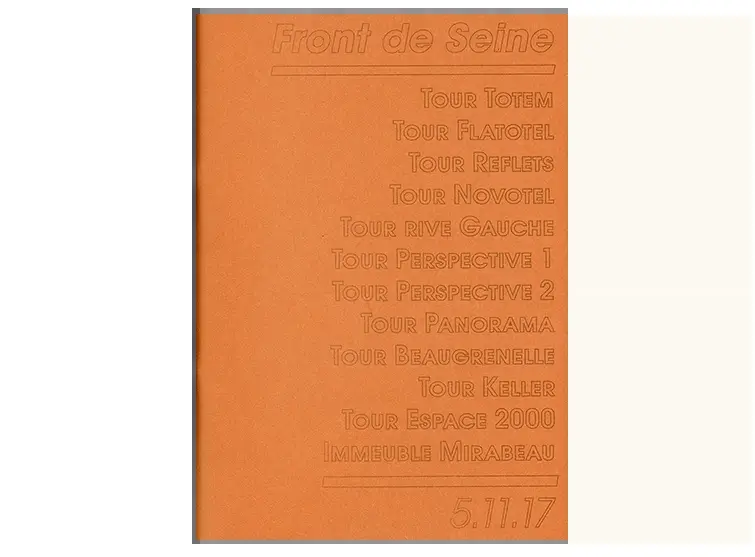 Front de Seine
Tour Totem
Tour Flatotel
Tour Reflets
Tour Novotel
Tour rive Gauche
Tour Perspective 1
Tour Perspective 2
Tour Panorama
Tour Beaugrenelle
Tour Keller
Tour Espace 2000
Immeuble Mirabeau
5.11.17